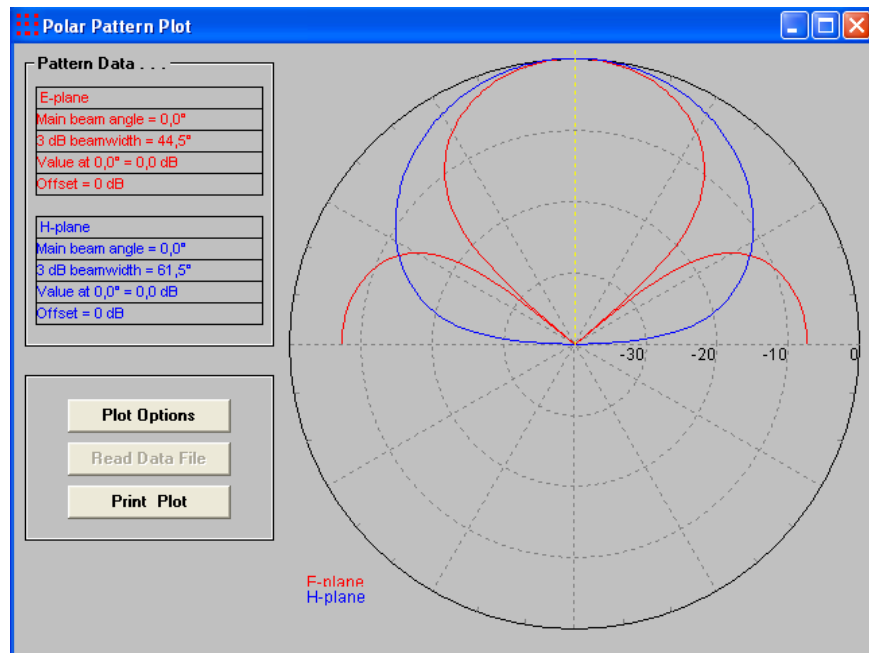 Polar Pattern Plot
Pattern Data . . .
E-plane
Main beam angle = 0,0°
3 dB beamwidth = 44,5°
Value at 0,0° = 0,0 dB
Offset = 0 dB
H-plane
Main beam angle = 0,0°
3 dB beamwidth = 61,5°
Value at 0,0° = 0,0 dB
Offset = 0 dB
Plot Options
Read Data File
Print Plot
-30 -20 -10 0
E-plane
H-plane